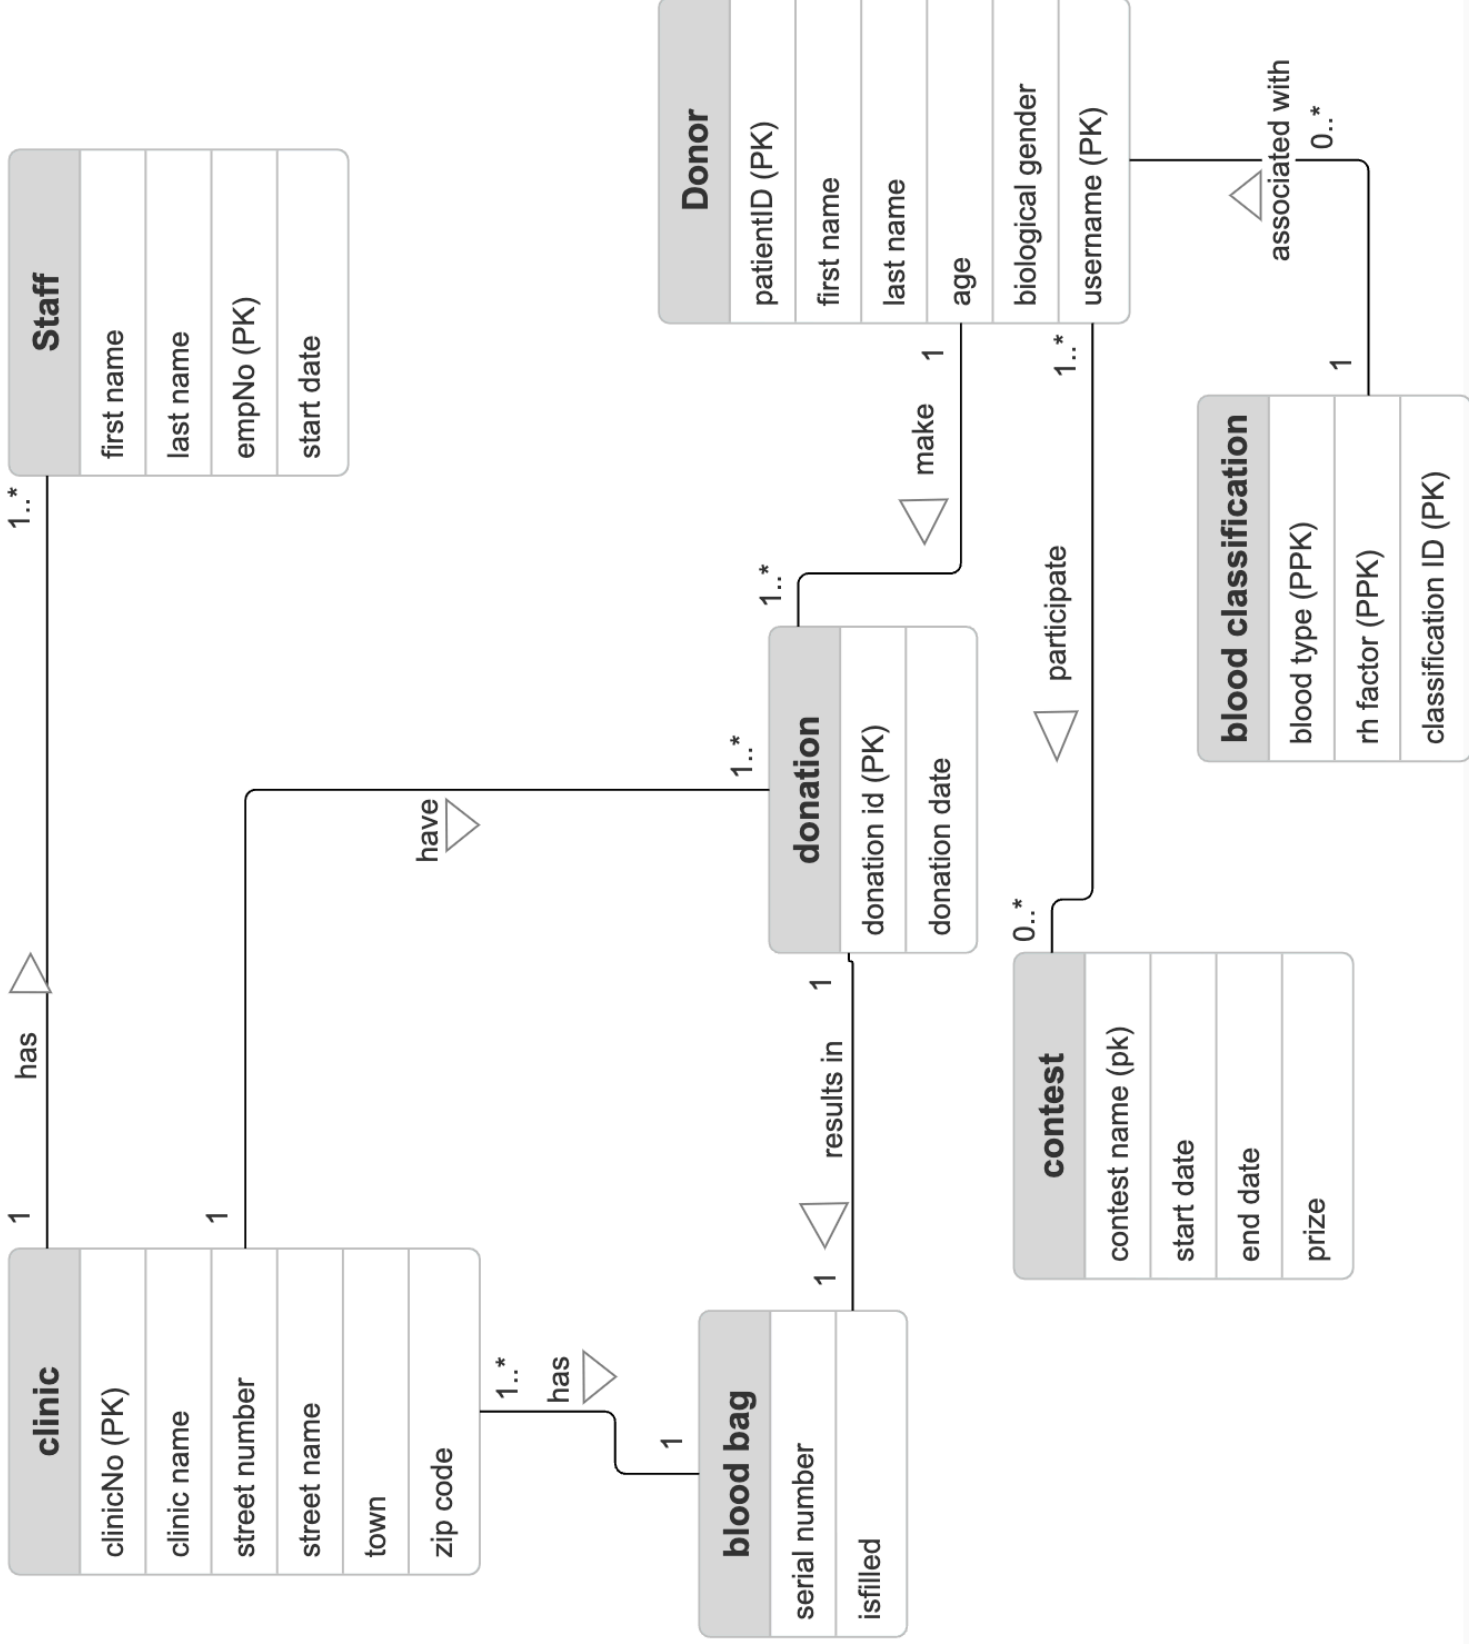 clinic
clinicNo (PK)
clinic name
street number
street name
town
zip code
1
has
1..*
Staff
first name
last name
empNo (PK)
start date
1
have
1..*
1..*
has
1
blood bag
serial number
isfilled
1
results in
1
donation
donation id (PK)
donation date
1..*
make
1
Donor
patientID (PK)
first name
last name
age
biological gender
username (PK)
contest
contest name (pk)
start date
end date
prize
0..*
participate
1..*
blood classification
blood type (PPK)
rh factor (PPK)
classification ID (PK)
1
associated with
0..*